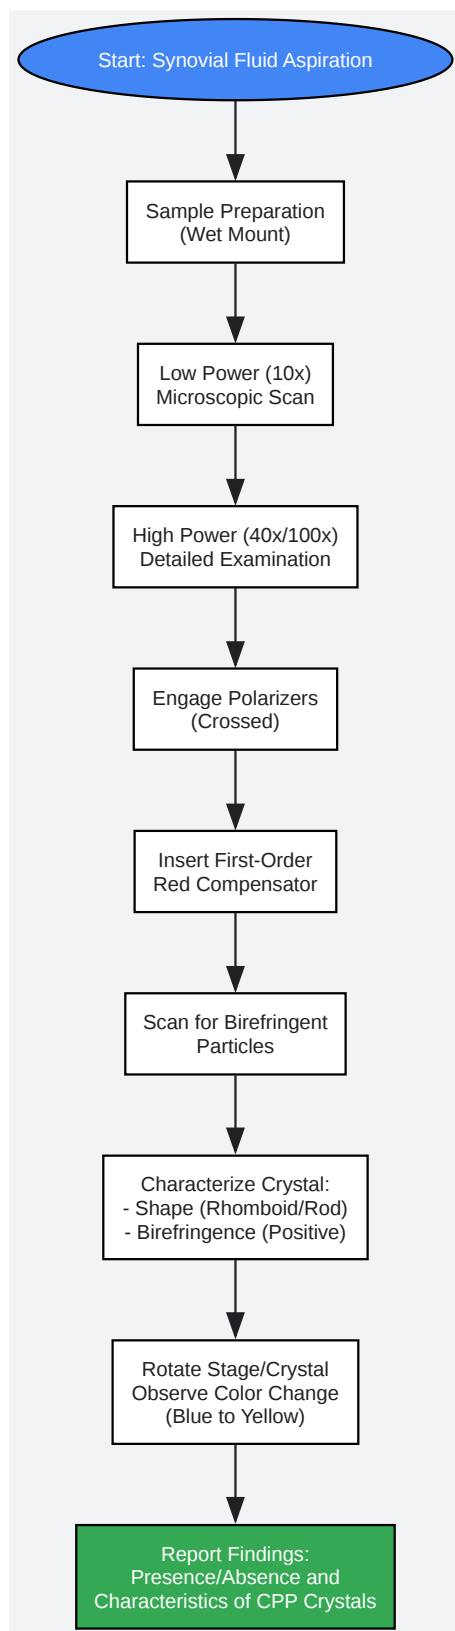 Start: Synovial Fluid Aspiration
Sample Preparation
(Wet Mount)
Low Power (10x)
Microscopic Scan
High Power (40x/100x)
Detailed Examination
Engage Polarizers
(Crossed)
Insert First-Order
Red Compensator
Scan for Birefringent
Particles
Characterize Crystal:
- Shape (Rhomboid/Rod)
- Birefringence (Positive)
Rotate Stage/Crystal
Observe Color Change
(Blue to Yellow)
Report Findings:
Presence/Absence and
Characteristics of CPP Crystals